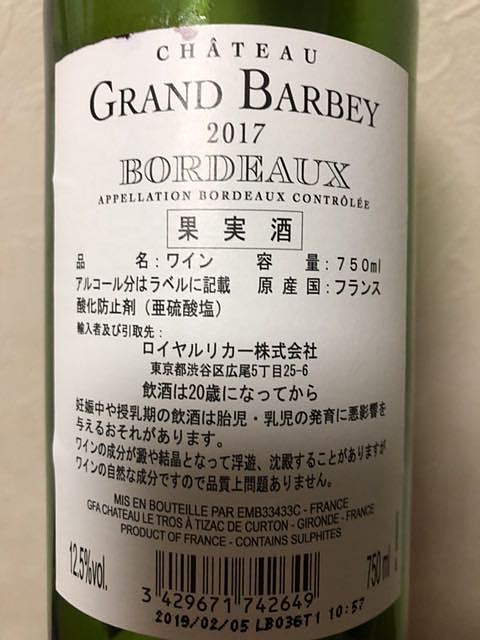 CHÂTEAU
GRAND BARBEY
2017
BORDEAUX
APPELLATION BORDEAUX CONTRÔLÉE
果実酒
品 名：ワイン 容 量：750ml
アルコール分はラベルに記載 原産国：フランス
酸化防止剤（亜硫酸塩）
輸入者及び引取先：
ロイヤルリカー株式会社
東京都渋谷区広尾5丁目25-6
飲酒は20歳になってから
妊娠中や授乳期の飲酒は胎児・乳児の発育に悪影響を
与えるおそれがあります。
ワインの成分が澱や結晶となって浮遊、沈殿することがありますが
ワインの自然な成分ですので品質上問題ありません。
MIS EN BOUTEILLE PAR EMB33433C - FRANCE
GFA CHATEAU LE TROS À TIZAC DE CURTON - GIRONDE - FRANCE
PRODUCT OF FRANCE - CONTAINS SULPHITES
12.5%vol.
750 ml
3 429671 742649
2019/02/05 LB036T1 10:57